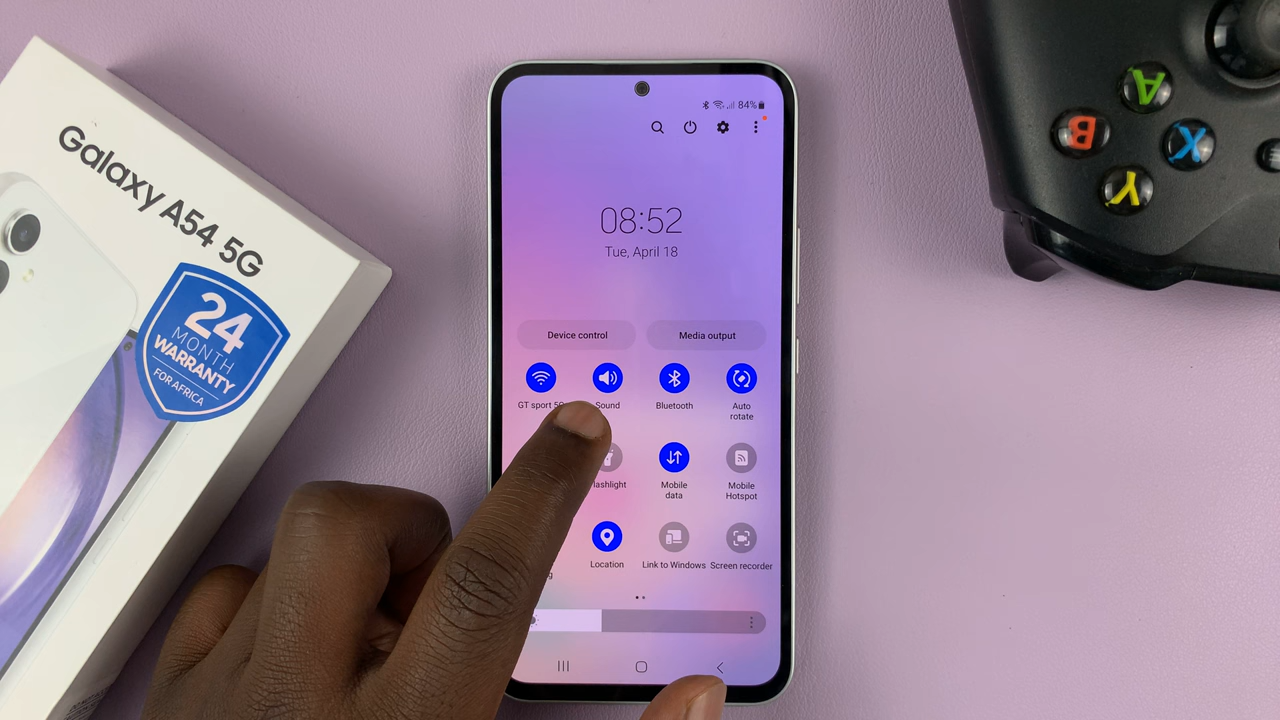 Galaxy A54 5G
24
MONTH
WARRANTY
FOR AFRICA
84%
08:52
Tue, April 18
Device control
Media output
GT sport
Sound
Bluetooth
Auto
rotate
lashlight
Mobile
data
Mobile
Hotspot
Location
Link to Windows
Screen recorder
A
B
X
Y